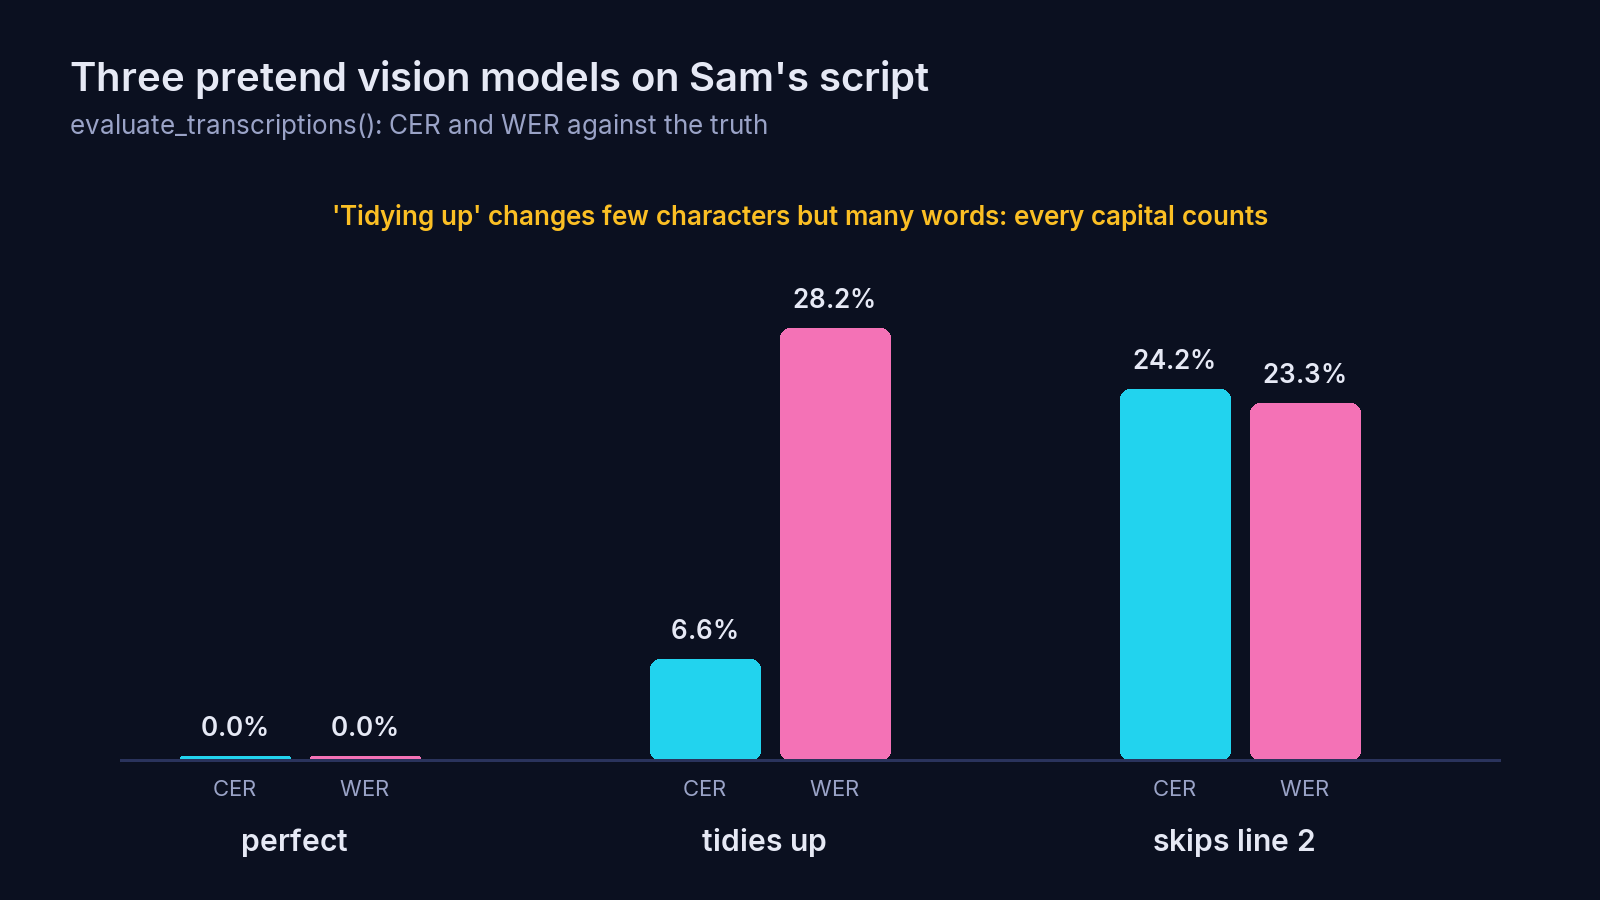 Three pretend vision models on Sam's script
evaluate_transcriptions(): CER and WER against the truth
'Tidying up' changes few characters but many words: every capital counts
28.2%
24.2%
23.3%
6.6%
0.0%
0.0%
CER
WER
CER
WER
CER
WER
perfect
tidies up
skips line 2